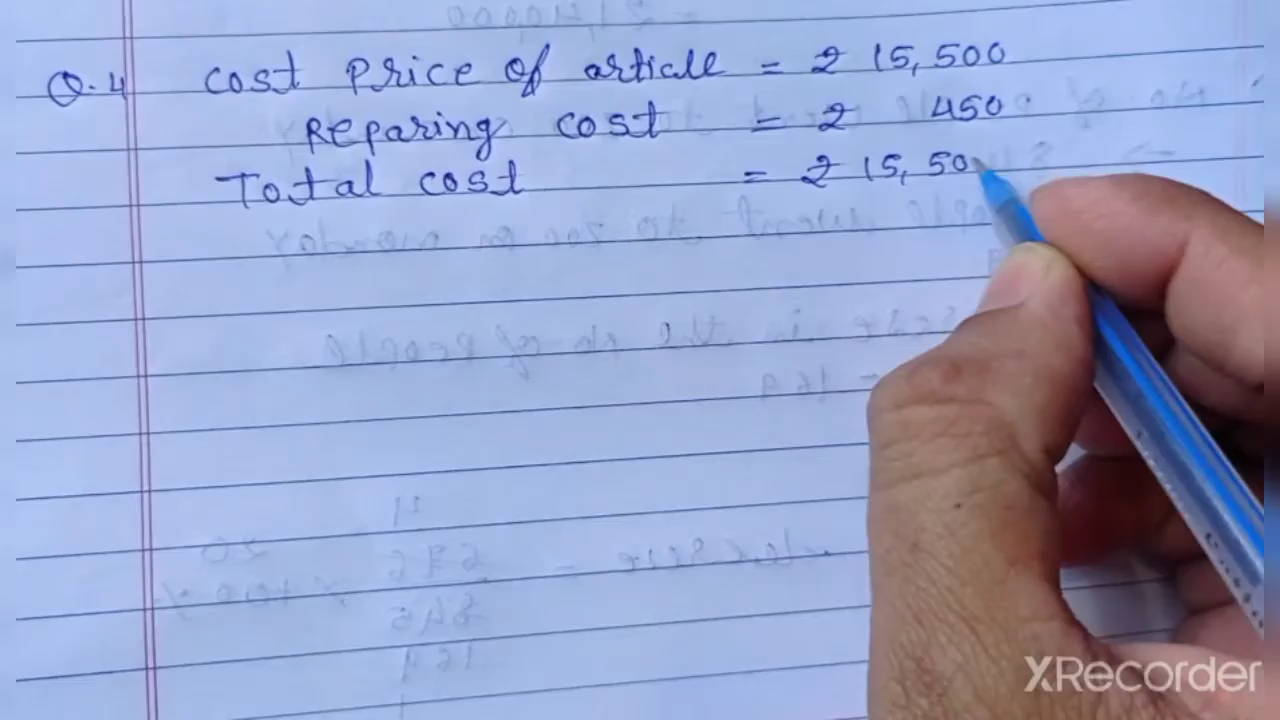 Q.4 Cost Price of article = ₹ 15,500
Reparing cost = ₹ 450
Total cost = ₹ 15,50
XRecorder